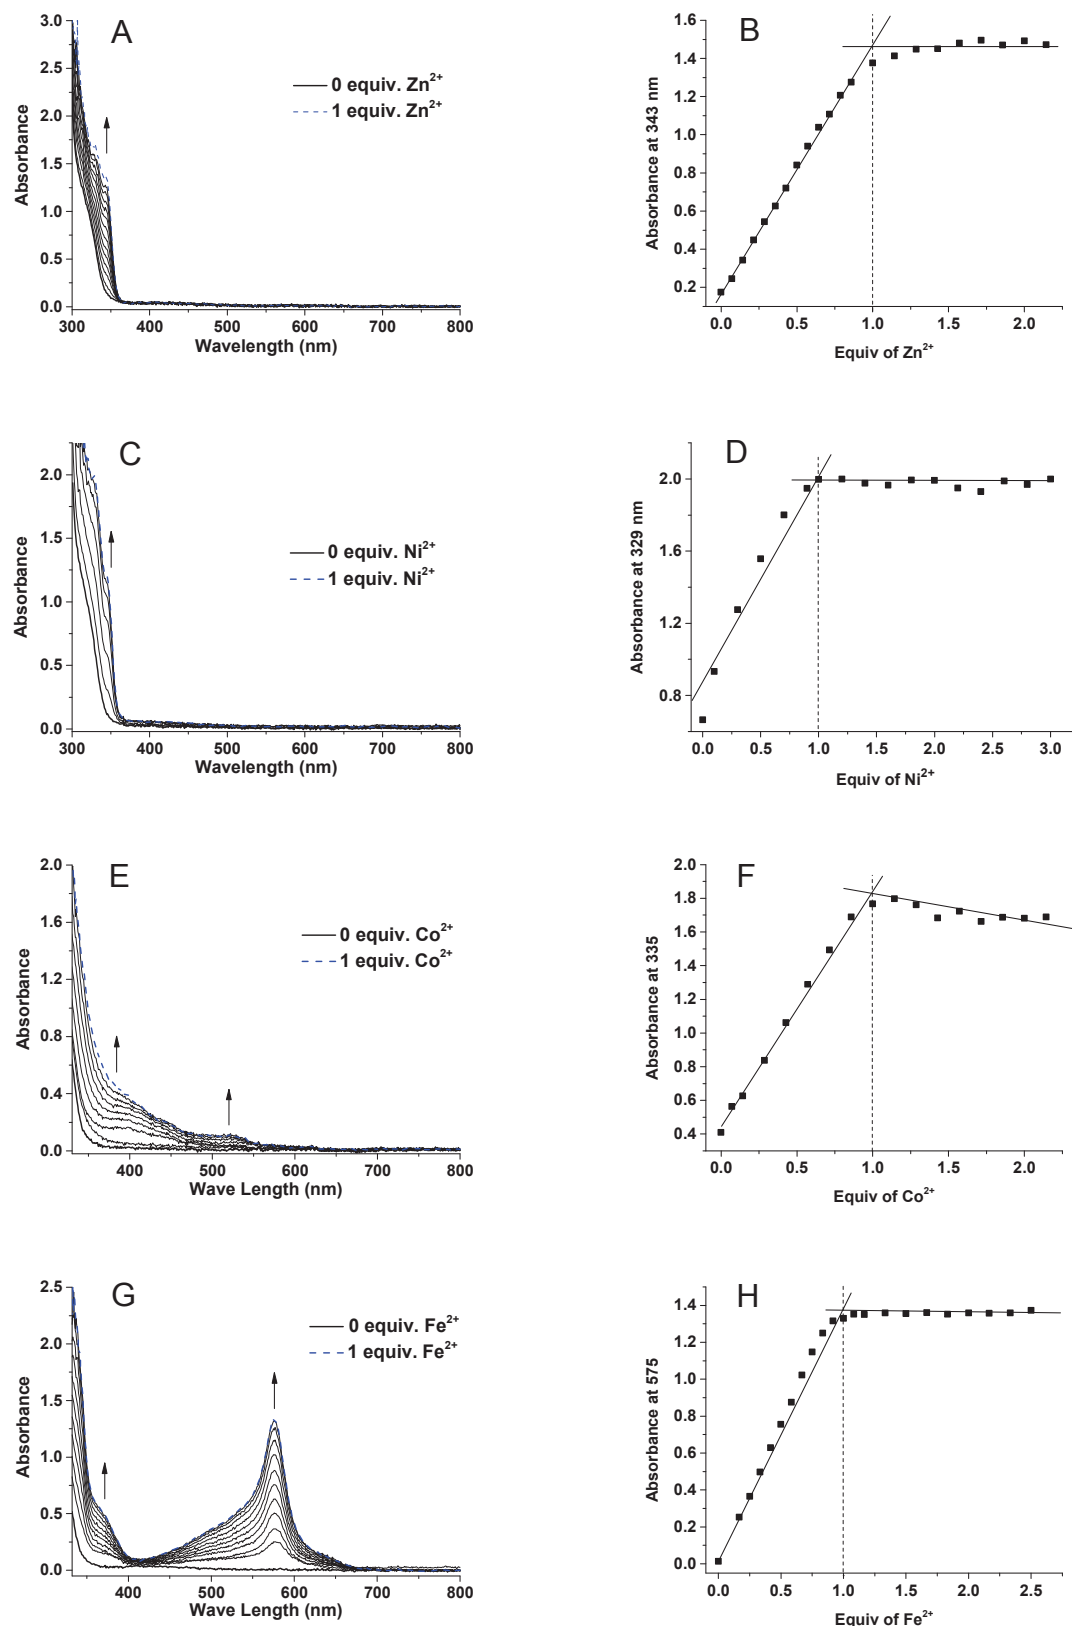 A
3.0
2.5
2.0
1.5
1.0
0.5
0.0
Absorbance
0 equiv. Zn²⁺
1 equiv. Zn²⁺
300 400 500 600 700 800
Wavelength (nm)
B
1.6
1.4
1.2
1.0
0.8
0.6
0.4
0.2
Absorbance at 343 nm
0.0 0.5 1.0 1.5 2.0
Equiv of Zn²⁺
C
2.0
1.5
1.0
0.5
0.0
Absorbance
0 equiv. Ni²⁺
1 equiv. Ni²⁺
300 400 500 600 700 800
Wavelength (nm)
D
2.0
1.6
1.2
0.8
Absorbance at 329 nm
0.0 0.5 1.0 1.5 2.0 2.5 3.0
Equiv of Ni²⁺
E
2.0
1.6
1.2
0.8
0.4
0.0
Absorbance
0 equiv. Co²⁺
1 equiv. Co²⁺
400 500 600 700 800
Wave Length (nm)
F
2.0
1.8
1.6
1.4
1.2
1.0
0.8
0.6
0.4
Absorbance at 335
0.0 0.5 1.0 1.5 2.0
Equiv of Co²⁺
G
2.5
2.0
1.5
1.0
0.5
0.0
Absorbance
0 equiv. Fe²⁺
1 equiv. Fe²⁺
400 500 600 700 800
Wave Length (nm)
H
1.4
1.2
1.0
0.8
0.6
0.4
0.2
0.0
Absorbance at 575
0.0 0.5 1.0 1.5 2.0 2.5
Equiv of Fe²⁺